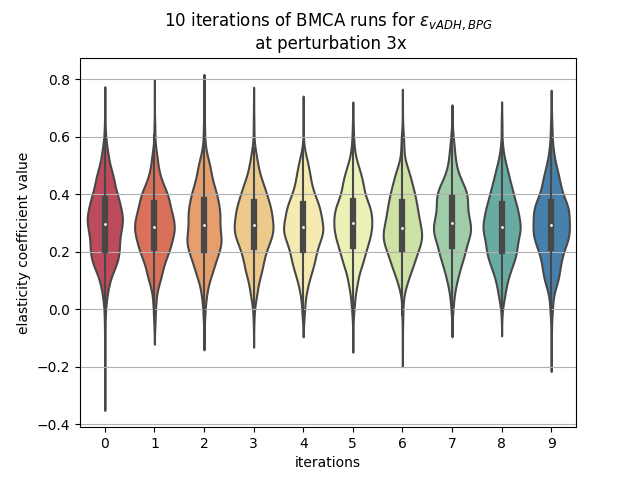 10 iterations of BMCA runs for ε_{vADH, BPG}
at perturbation 3x
elasticity coefficient value
0.8
0.6
0.4
0.2
0.0
−0.2
−0.4
0 1 2 3 4 5 6 7 8 9
iterations